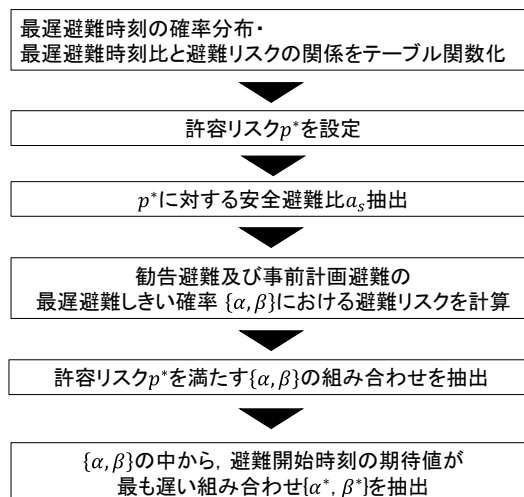 最遅避難時刻の確率分布・
最遅避難時刻比と避難リスクの関係をテーブル関数化
許容リスクp*を設定
p*に対する安全避難比a_s抽出
勧告避難及び事前計画避難の
最遅避難しきい確率 {α,β}における避難リスクを計算
許容リスクp*を満たす{α,β}の組み合わせを抽出
{α,β}の中から，避難開始時刻の期待値が
最も遅い組み合わせ{α*, β*}を抽出